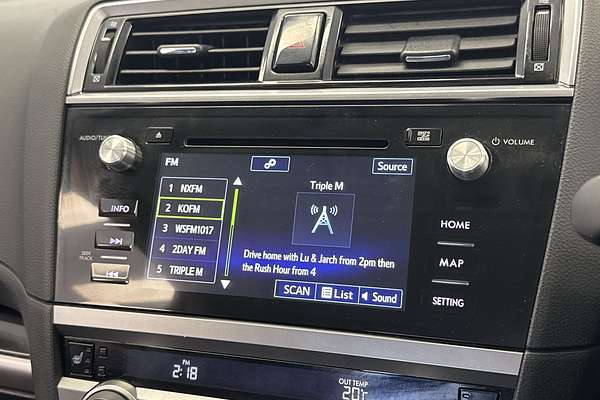 AUDIO/TUNE
VOLUME
FM
Source
1 NXFM
2 KOFM
3 WSFM1017
4 2DAY FM
5 TRIPLE M
Triple M
Drive home with Lu & Jarch from 2pm then
the Rush Hour from 4
SCAN
List
Sound
INFO
SEEK
TRACK
HOME
MAP
SETTING
PM
2:18
OUT TEMP
20°c